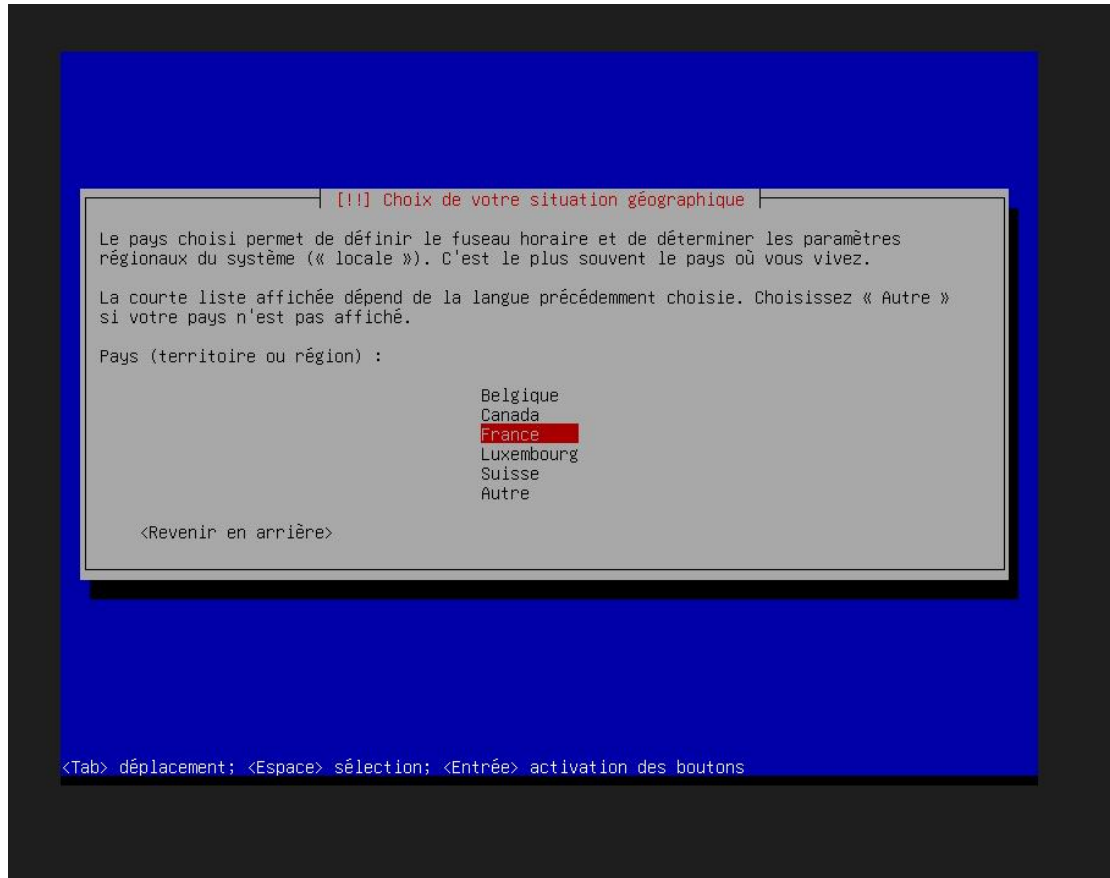 [!!] Choix de votre situation géographique
Le pays choisi permet de définir le fuseau horaire et de déterminer les paramètres
régionaux du système (« locale »). C'est le plus souvent le pays où vous vivez.
La courte liste affichée dépend de la langue précédemment choisie. Choisissez « Autre »
si votre pays n'est pas affiché.
Pays (territoire ou région) :
Belgique
Canada
France
Luxembourg
Suisse
Autre
<Revenir en arrière>
<Tab> déplacement; <Espace> sélection; <Entrée> activation des boutons